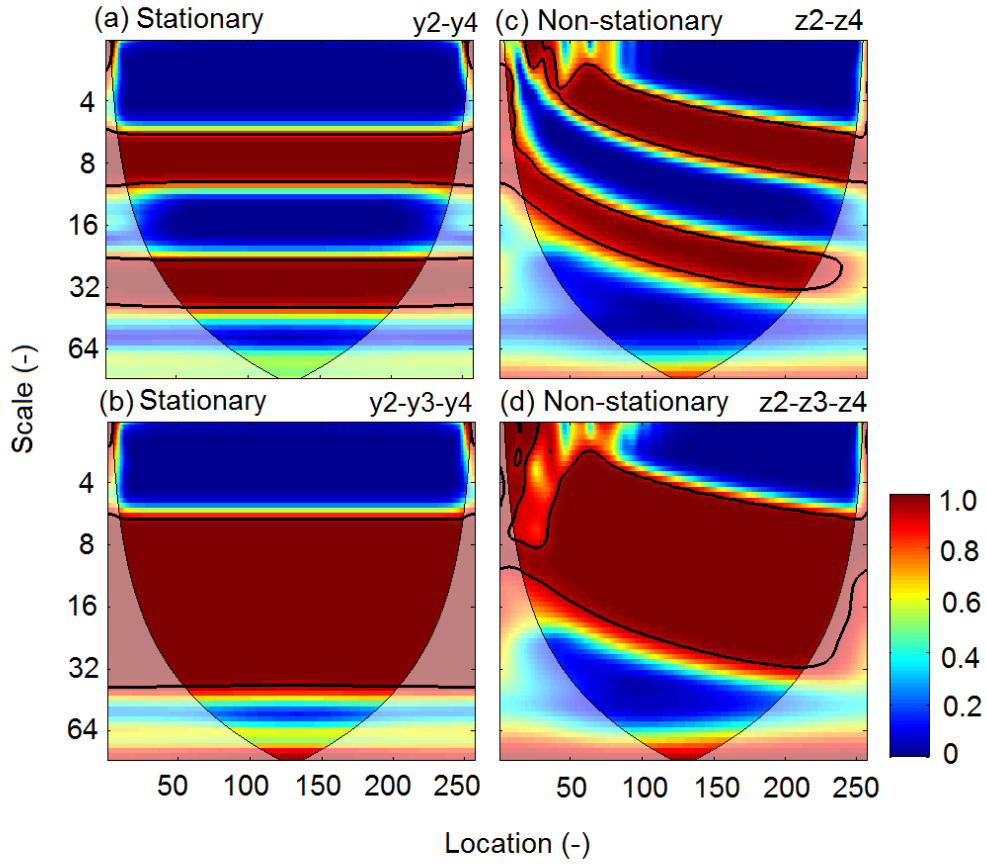 (a) Stationary y2-y4
(c) Non-stationary z2-z4
4
8
16
32
64
(b) Stationary y2-y3-y4
(d) Non-stationary z2-z3-z4
4
8
16
32
64
50 100 150 200 250
50 100 150 200 250
1.0
0.8
0.6
0.4
0.2
0
Scale (-)
Location (-)